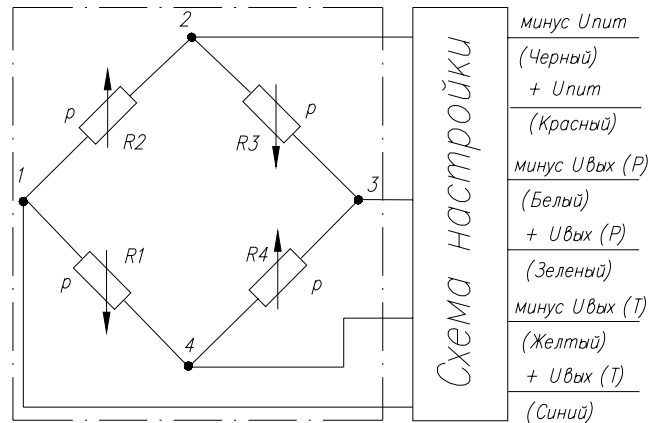 2
минус Uпит
(Черный)
+ Uпит
(Красный)
p
R2
R3
p
минус Uвых (Р)
1
3
(Белый)
+ Uвых (Р)
Схема настройки
R1
R4
(Зеленый)
p
p
минус Uвых (Т)
4
(Желтый)
+ Uвых (Т)
(Синий)